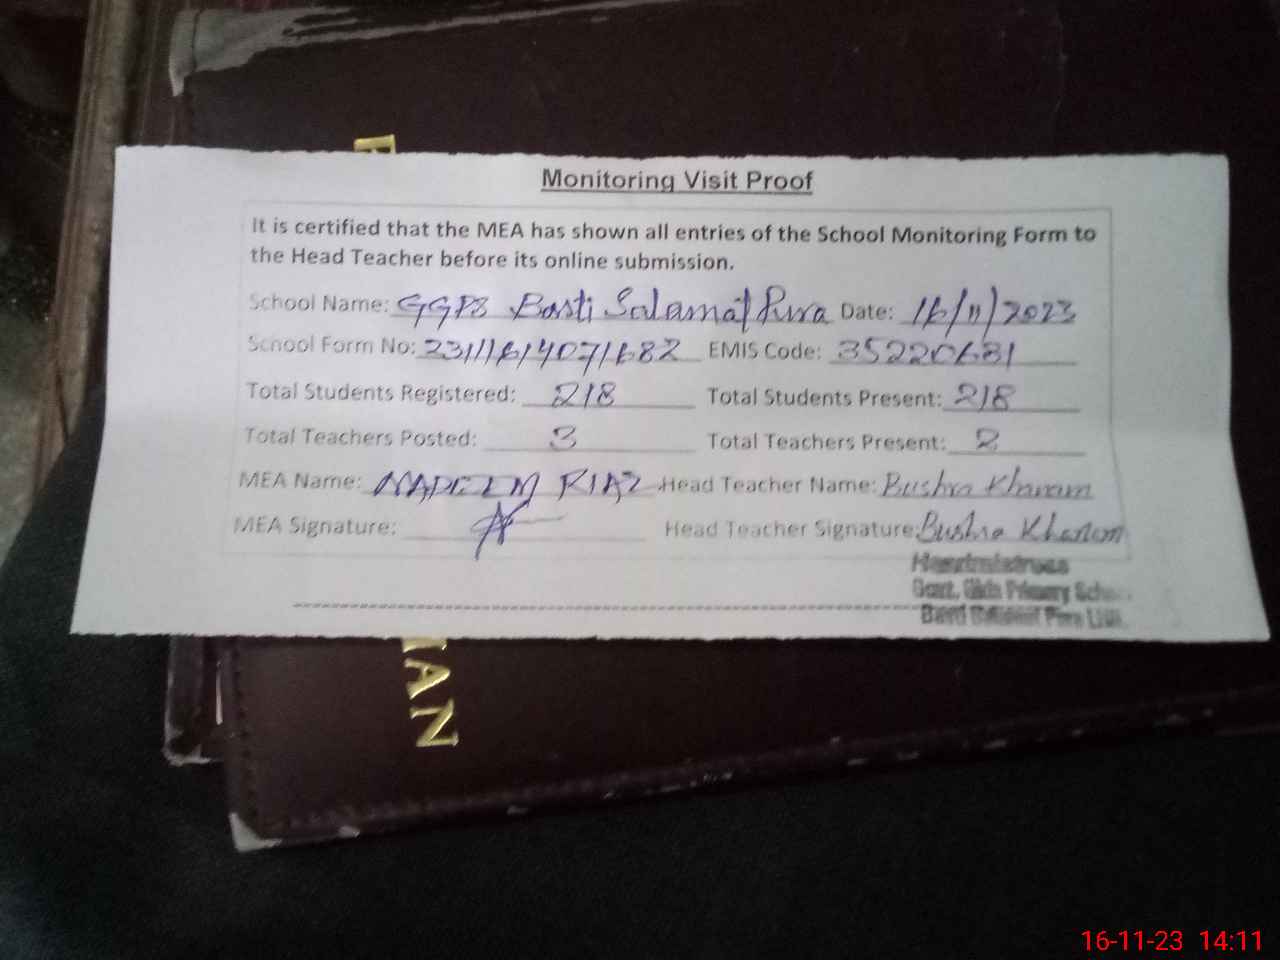 Monitoring Visit Proof
It is certified that the MEA has shown all entries of the School Monitoring Form to
the Head Teacher before its online submission.
School Name: GGPS Basti Salamat Pura Date: 16/11/2023
School Form No: 23111614071682 EMIS Code: 35220681
Total Students Registered: 218 Total Students Present: 218
Total Teachers Posted: 3 Total Teachers Present: 2
MEA Name: NADEEM RIAZ Head Teacher Name: Bushra Khanam
MEA Signature: Head Teacher Signature: Bushra Khanam
Headmistress
Govt. Girls Primary
Pura
IAN
16-11-23 14:11